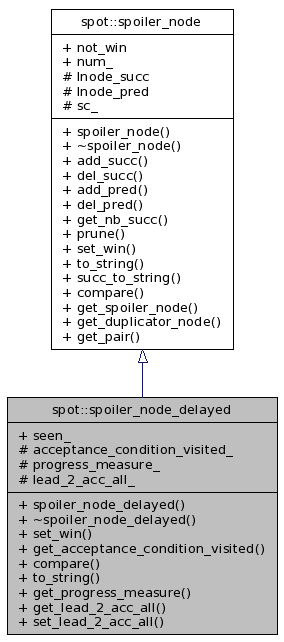 spot::spoiler_node
+ not_win
+ num_
# lnode_succ
# lnode_pred
# sc_
+ spoiler_node()
+ ~spoiler_node()
+ add_succ()
+ del_succ()
+ add_pred()
+ del_pred()
+ get_nb_succ()
+ prune()
+ set_win()
+ to_string()
+ succ_to_string()
+ compare()
+ get_spoiler_node()
+ get_duplicator_node()
+ get_pair()
spot::spoiler_node_delayed
+ seen_
# acceptance_condition_visited_
# progress_measure_
# lead_2_acc_all_
+ spoiler_node_delayed()
+ ~spoiler_node_delayed()
+ set_win()
+ get_acceptance_condition_visited()
+ compare()
+ to_string()
+ get_progress_measure()
+ get_lead_2_acc_all()
+ set_lead_2_acc_all()